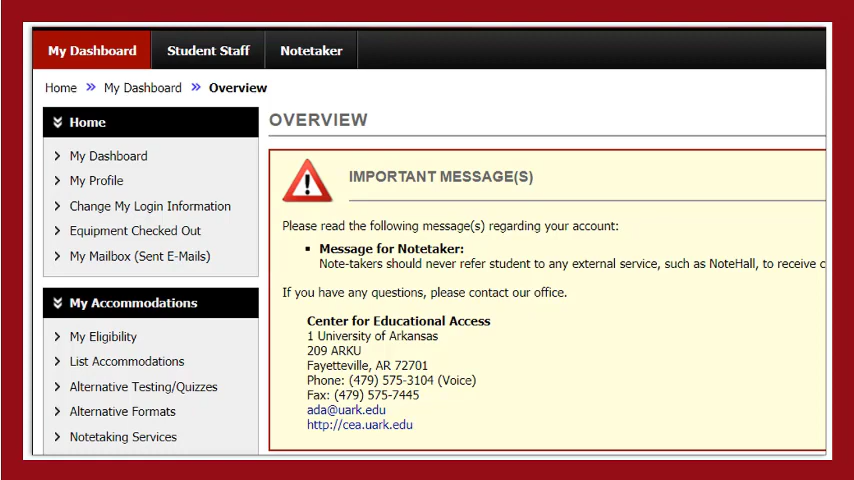 My Dashboard
Student Staff
Notetaker
Home » My Dashboard » Overview
Home
My Dashboard
My Profile
Change My Login Information
Equipment Checked Out
My Mailbox (Sent E-Mails)
My Accommodations
My Eligibility
List Accommodations
Alternative Testing/Quizzes
Alternative Formats
Notetaking Services
OVERVIEW
IMPORTANT MESSAGE(S)
Please read the following message(s) regarding your account:
Message for Notetaker:
Note-takers should never refer student to any external service, such as NoteHall, to receive
If you have any questions, please contact our office.
Center for Educational Access
1 University of Arkansas
209 ARKU
Fayetteville, AR 72701
Phone: (479) 575-3104 (Voice)
Fax: (479) 575-7445
ada@uark.edu
http://cea.uark.edu